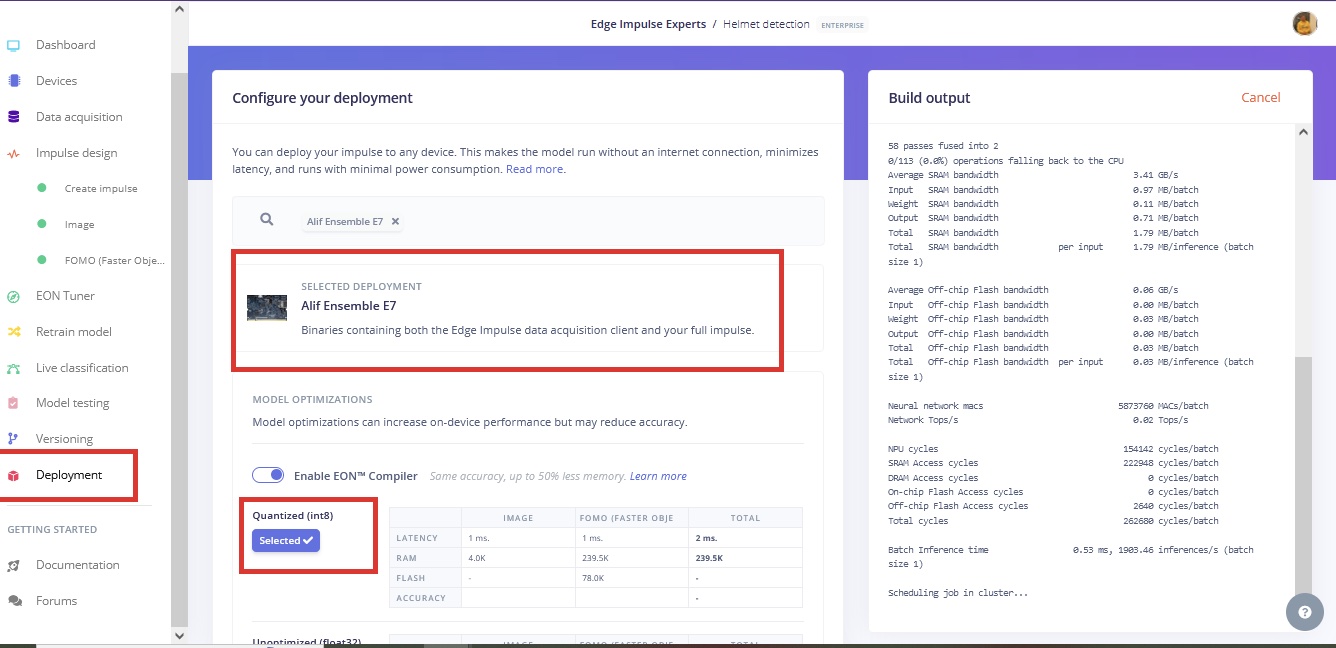 Edge Impulse Experts / Helmet detection ENTERPRISE
Dashboard
Devices
Data acquisition
Impulse design
Create impulse
Image
FOMO (Faster Obje...
EON Tuner
Retrain model
Live classification
Model testing
Versioning
Deployment
GETTING STARTED
Documentation
Forums
Configure your deployment
You can deploy your impulse to any device. This makes the model run without an internet connection, minimizes
latency, and runs with minimal power consumption. Read more.
Alif Ensemble E7
SELECTED DEPLOYMENT
Alif Ensemble E7
Binaries containing both the Edge Impulse data acquisition client and your full impulse.
MODEL OPTIMIZATIONS
Model optimizations can increase on-device performance but may reduce accuracy.
Enable EON™ Compiler Same accuracy, up to 50% less memory. Learn more
Quantized (int8)
Selected
IMAGE FOMO (FASTER OBJE TOTAL
LATENCY 1 ms. 1 ms. 2 ms.
RAM 4.0K 239.5K 239.5K
FLASH - 78.0K -
ACCURACY -
Unoptimized (float32)
IMAGE FOMO (FASTER OBJE TOTAL
Build output
Cancel
58 passes fused into 2
0/113 (0.0%) operations falling back to the CPU
Average SRAM bandwidth 3.41 GB/s
Input SRAM bandwidth 0.97 MB/batch
Weight SRAM bandwidth 0.11 MB/batch
Output SRAM bandwidth 0.71 MB/batch
Total SRAM bandwidth 1.79 MB/batch
Total SRAM bandwidth per input 1.79 MB/inference (batch
size 1)
Average Off-chip Flash bandwidth 0.06 GB/s
Input Off-chip Flash bandwidth 0.00 MB/batch
Weight Off-chip Flash bandwidth 0.03 MB/batch
Output Off-chip Flash bandwidth 0.00 MB/batch
Total Off-chip Flash bandwidth 0.03 MB/batch
Total Off-chip Flash bandwidth per input 0.03 MB/inference (batch
size 1)
Neural network macs 5873760 MACs/batch
Network Tops/s 0.02 Tops/s
NPU cycles 154142 cycles/batch
SRAM Access cycles 222948 cycles/batch
DRAM Access cycles 0 cycles/batch
On-chip Flash Access cycles 0 cycles/batch
Off-chip Flash Access cycles 2640 cycles/batch
Total cycles 262680 cycles/batch
Batch Inference time 0.53 ms, 1903.46 inferences/s (batch
size 1)
Scheduling job in cluster...